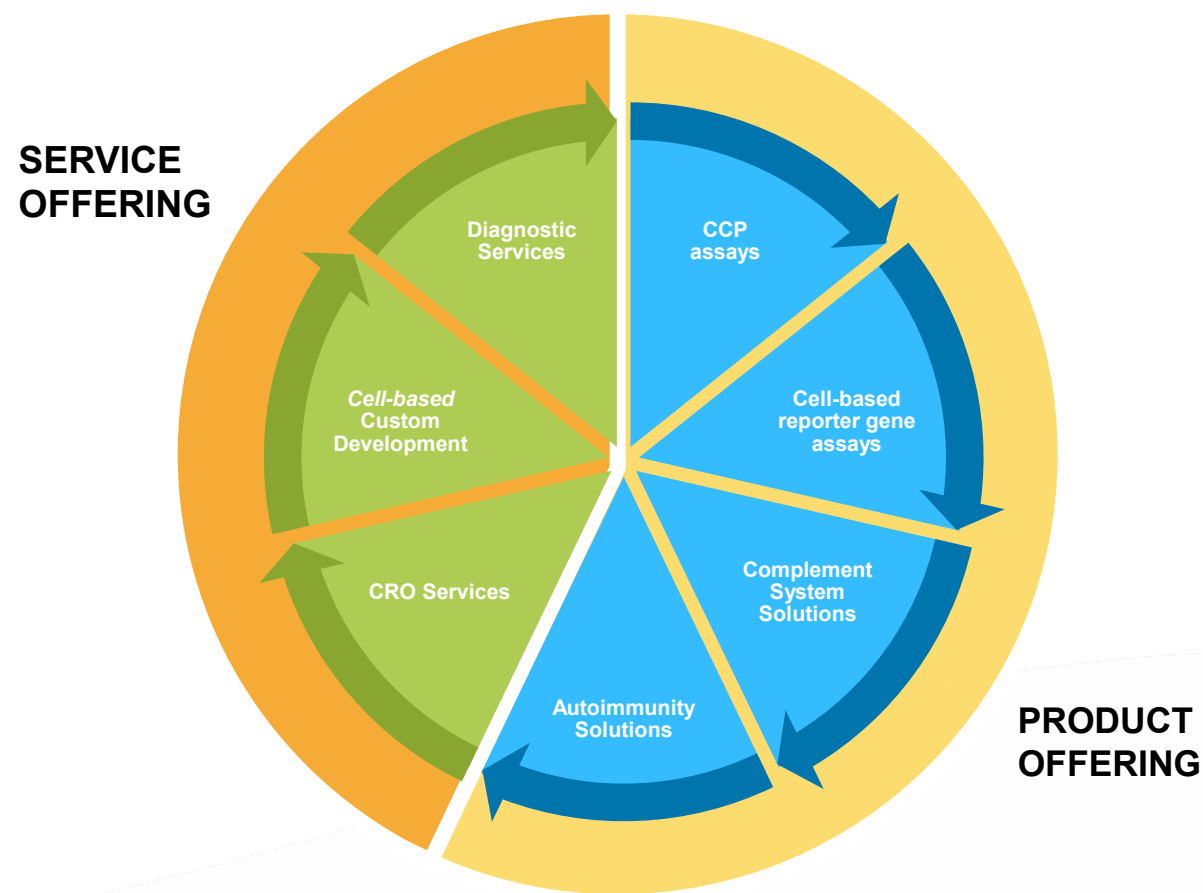 SERVICE
OFFERING
Diagnostic
Services
CCP
assays
Cell-based
Custom
Development
Cell-based
reporter gene
assays
CRO Services
Complement
System
Solutions
Autoimmunity
Solutions
PRODUCT
OFFERING